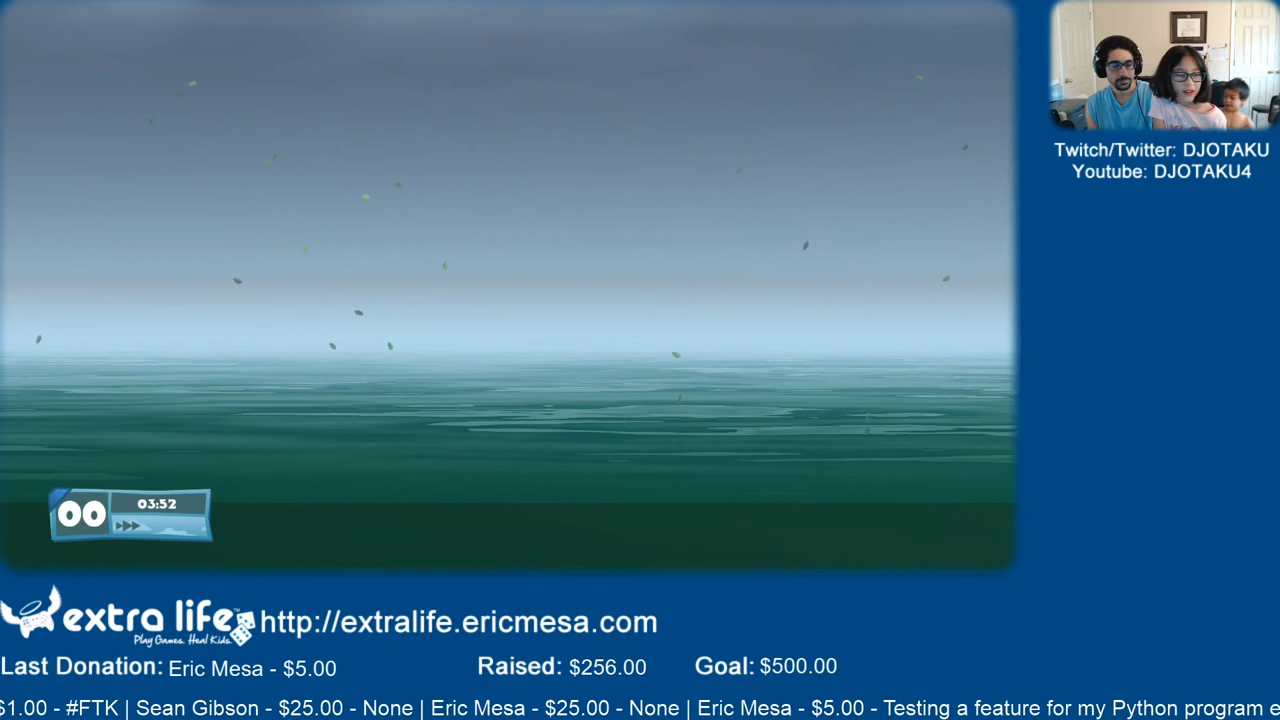 Twitch/Twitter: DJOTAKU
Youtube: DJOTAKU4
00
03:52
extra life
Play Games. Heal Kids.
http://extralife.ericmesa.com
Last Donation: Eric Mesa - $5.00
Raised: $256.00
Goal: $500.00
$1.00 - #FTK | Sean Gibson - $25.00 - None | Eric Mesa - $25.00 - None | Eric Mesa - $5.00 - Testing a feature for my Python program e